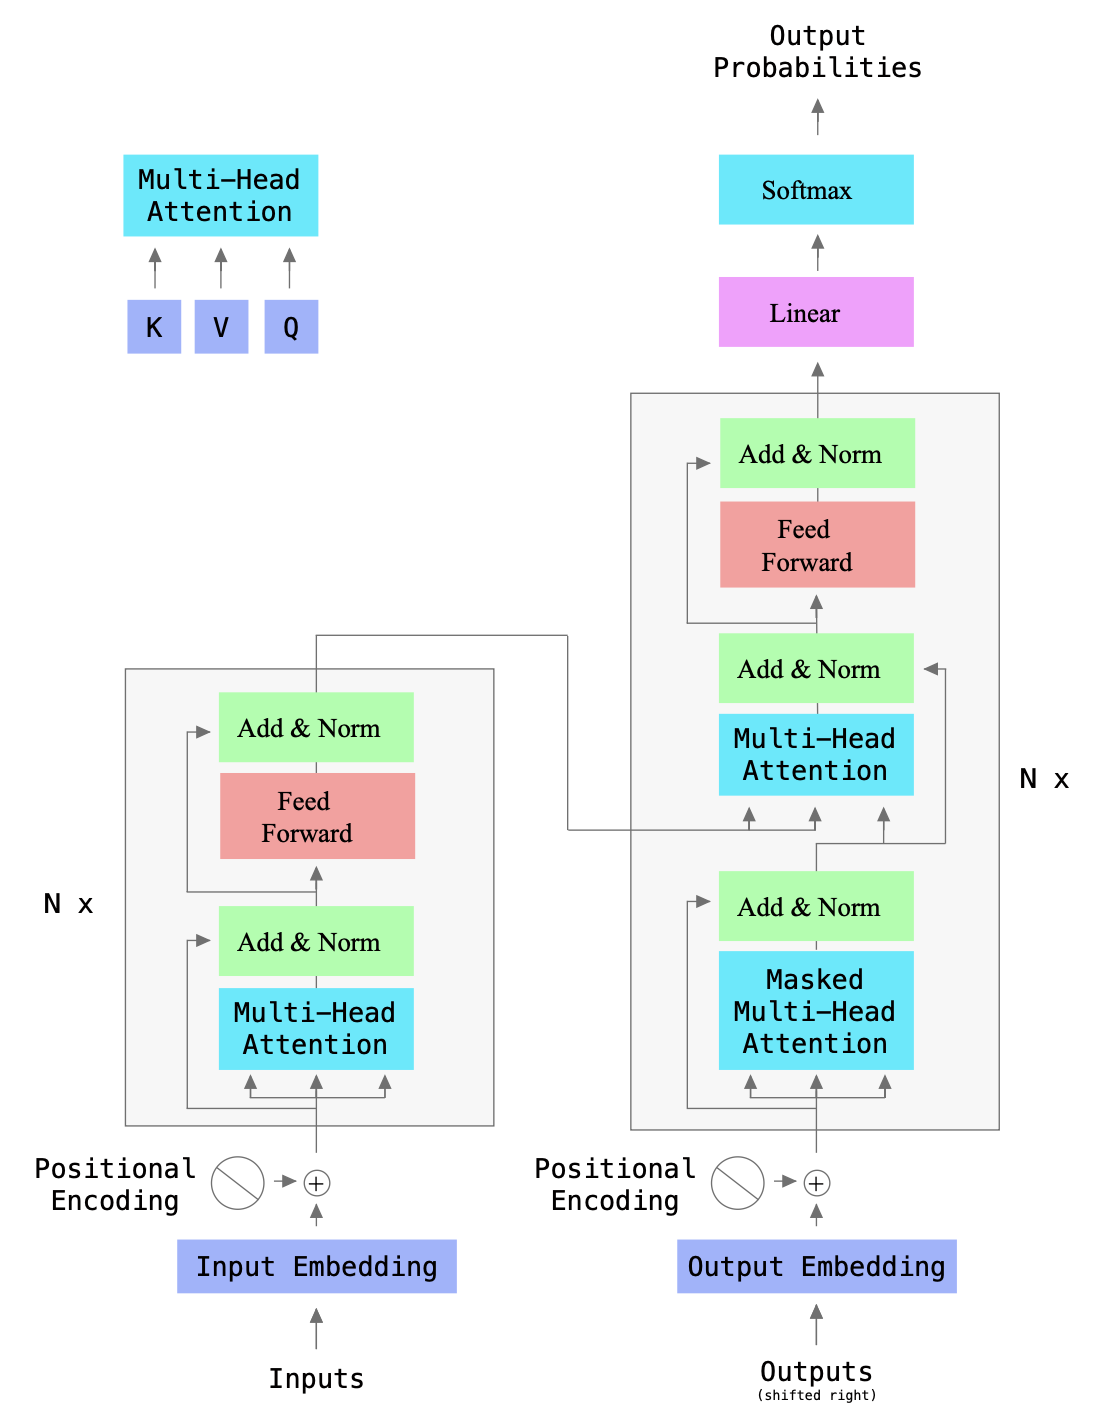 Output
Probabilities
Softmax
Linear
Add & Norm
Feed
Forward
Add & Norm
Multi-Head
Attention
Add & Norm
Masked
Multi-Head
Attention
N x
Positional
Encoding
+
Output Embedding
Outputs
(shifted right)
Multi-Head
Attention
K V Q
Add & Norm
Feed
Forward
Add & Norm
Multi-Head
Attention
N x
Positional
Encoding
+
Input Embedding
Inputs